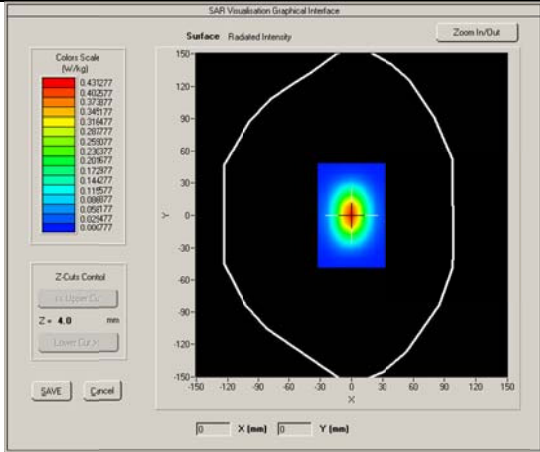 SAR Visualisation Graphical Interface
Surface Radiated Intensity
Zoom In/Out
Colors Scale
(W/kg)
0.431277
0.402577
0.373877
0.345177
0.316477
0.287777
0.259077
0.230377
0.201677
0.172977
0.144277
0.115577
0.086877
0.058177
0.029477
0.000777
150
120
90
60
30
0
-30
-60
-90
-120
-150
Y
-150 -120 -90 -60 -30 0 30 60 90 120 150
X
Z-Cuts Control
Z = 4.0 mm
Lower Cut >
SAVE
Cancel
0 X (mm) 0 Y (mm)